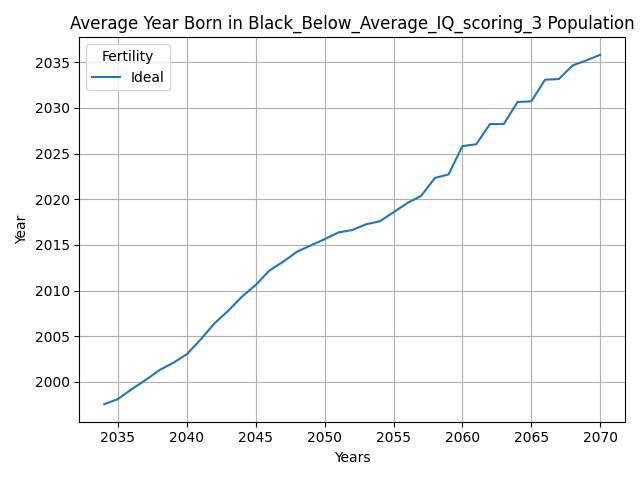 Average Year Born in Black_Below_Average_IQ_scoring_3 Population
Fertility
Ideal
Year
2035
2030
2025
2020
2015
2010
2005
2000
2035 2040 2045 2050 2055 2060 2065 2070
Years